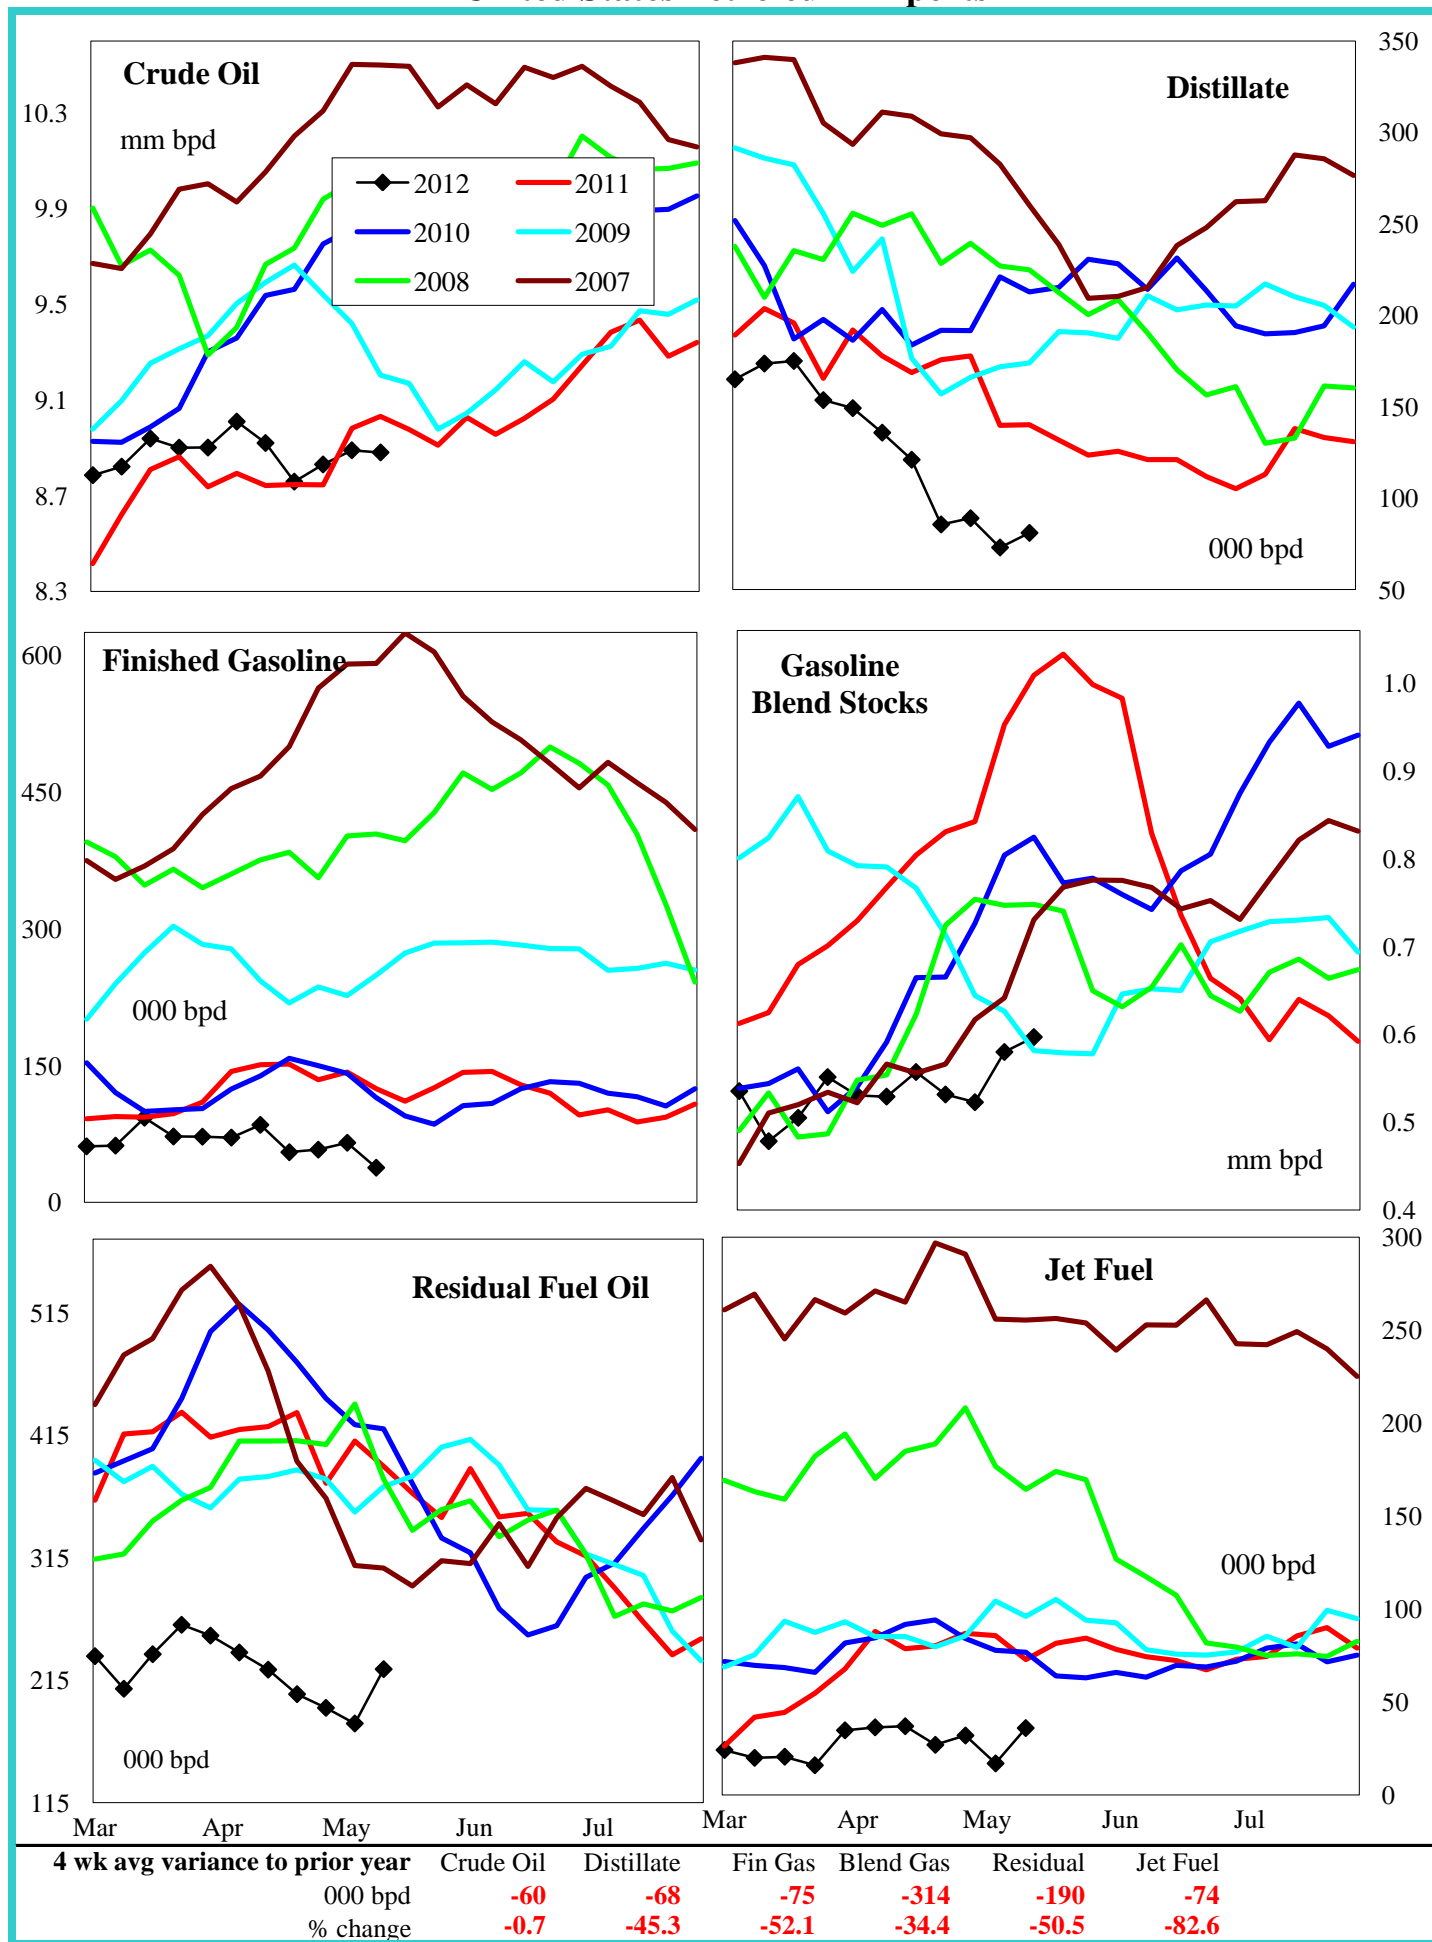 Crude Oil
mm bpd
10.3
9.9
9.5
9.1
8.7
8.3
2012
2011
2010
2009
2008
2007
Distillate
000 bpd
350
300
250
200
150
100
50
Finished Gasoline
000 bpd
600
450
300
150
0
Gasoline
Blend Stocks
mm bpd
1.0
0.9
0.8
0.7
0.6
0.5
0.4
Residual Fuel Oil
000 bpd
515
415
315
215
115
Mar Apr May Jun Jul
Jet Fuel
000 bpd
300
250
200
150
100
50
0
Mar Apr May Jun Jul
4 wk avg variance to prior year Crude Oil Distillate Fin Gas Blend Gas Residual Jet Fuel
000 bpd -60 -68 -75 -314 -190 -74
% change -0.7 -45.3 -52.1 -34.4 -50.5 -82.6